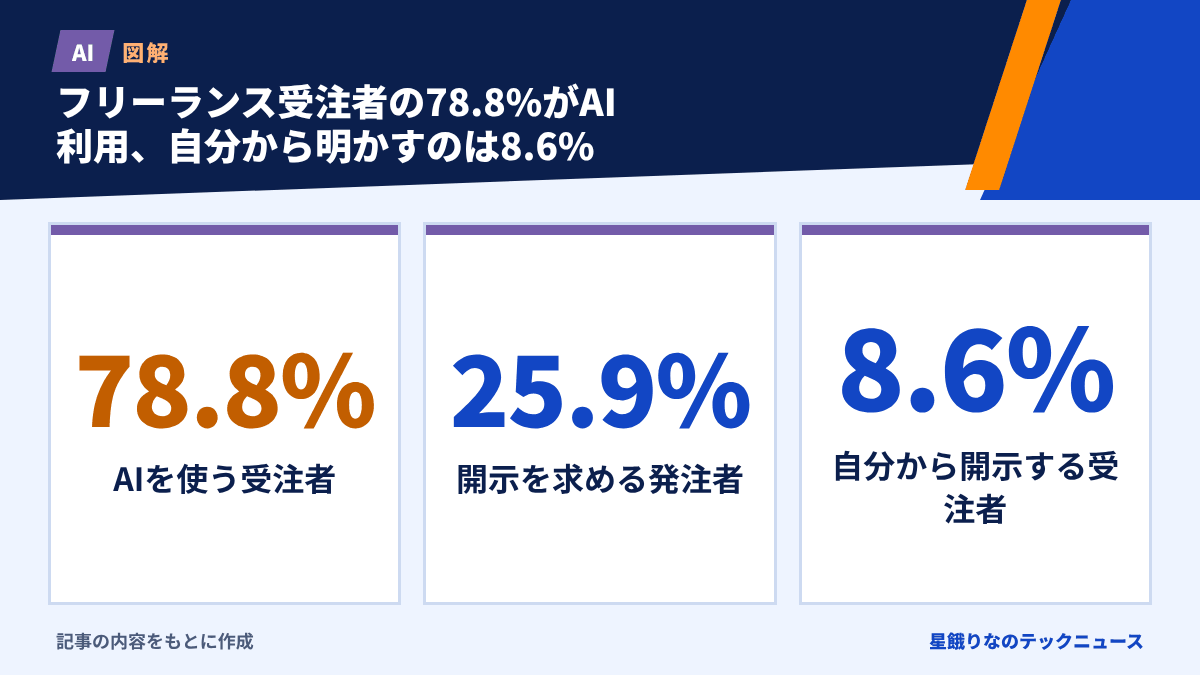 AI 図解
フリーランス受注者の78.8%がAI
利用、自分から明かすのは8.6%
78.8%
AIを使う受注者
25.9%
開示を求める発注者
8.6%
自分から開示する受
注者
記事の内容をもとに作成
星餓りなのテックニュース